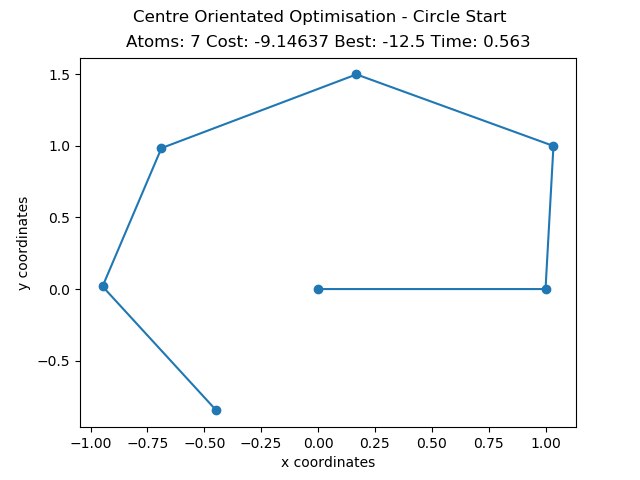 Centre Orientated Optimisation - Circle Start
Atoms: 7 Cost: -9.14637 Best: -12.5 Time: 0.563
1.5
1.0
0.5
0.0
−0.5
y coordinates
−1.00 −0.75 −0.50 −0.25 0.00 0.25 0.50 0.75 1.00
x coordinates